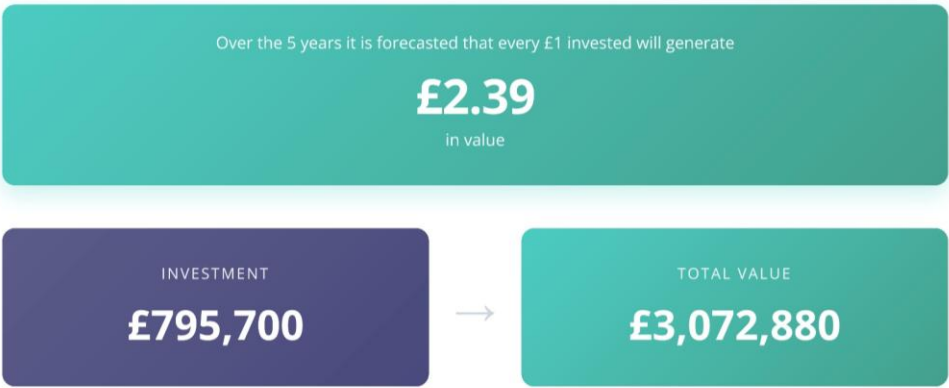 Over the 5 years it is forecasted that every £1 invested will generate
£2.39
in value
INVESTMENT
£795,700
→
TOTAL VALUE
£3,072,880